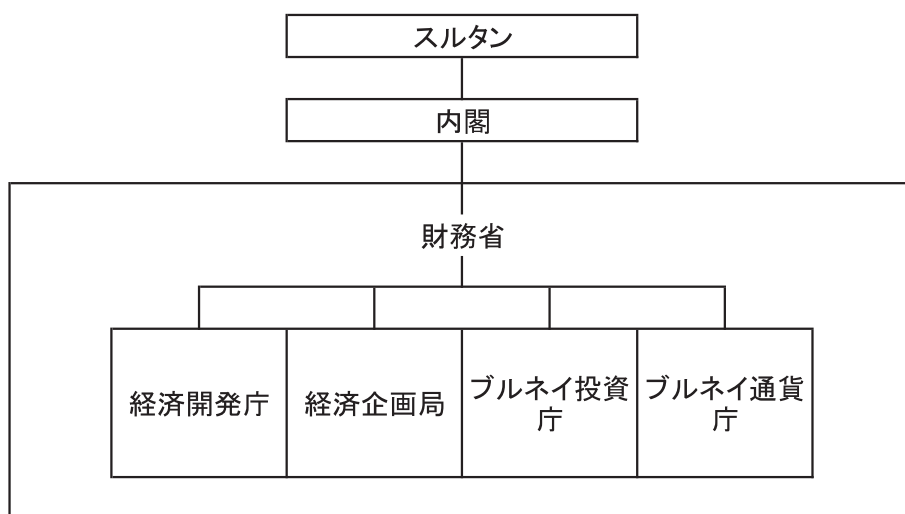 スルタン
内閣
財務省
経済開発庁
経済企画局
ブルネイ投資
庁
ブルネイ通貨
庁